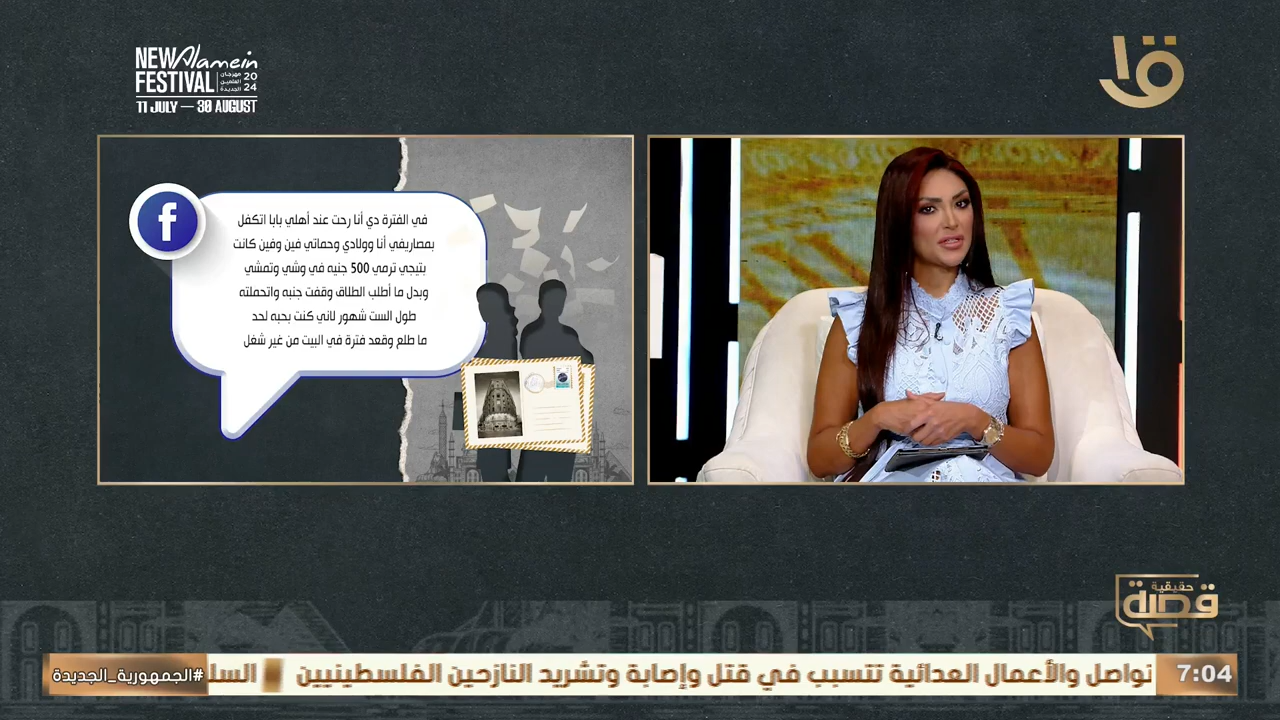 NEW Alamein
FESTIVAL
مهرجان
العلمين
الجديدة
20
24
11 JULY — 30 AUGUST
f
في الفترة دي أنا رحت عند أهلي بابا اتكفل
بمصاريفي أنا وولادي وحماتي فين وفين كانت
بتيجي ترمي 500 جنيه في وشي وتمشي
وبدل ما أطلب الطلاق وقفت جنبه واتحملته
طول الست شهور لاني كنت بحبه لحد
ما طلع وقعد فترة في البيت من غير شغل
قصة
حقيقية
7:04
تواصل والأعمال العدائية تتسبب في قتل وإصابة وتشريد النازحين الفلسطينيين
السل
#الجمهورية_الجديدة